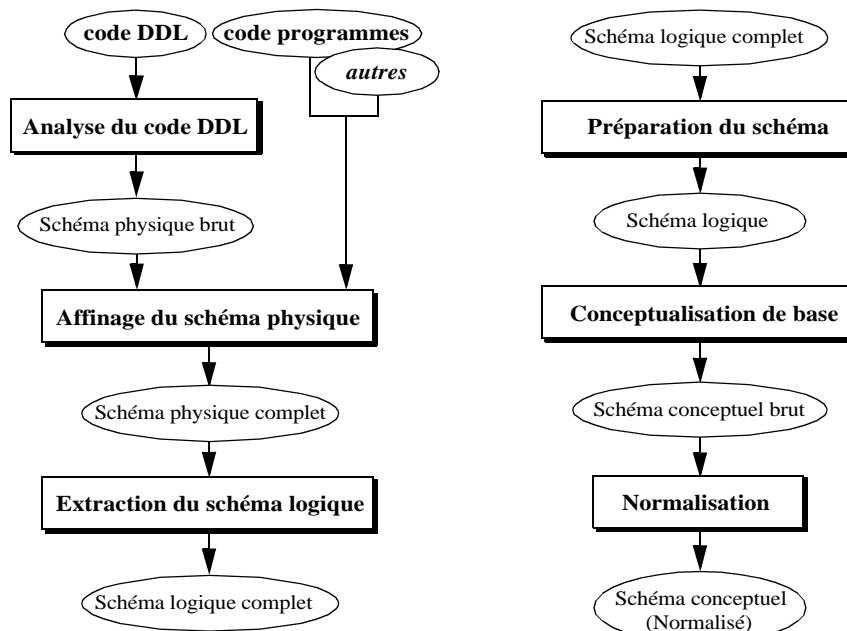 code DDL
code programmes
autres
Analyse du code DDL
Schéma physique brut
Affinage du schéma physique
Schéma physique complet
Extraction du schéma logique
Schéma logique complet
Schéma logique complet
Préparation du schéma
Schéma logique
Conceptualisation de base
Schéma conceptuel brut
Normalisation
Schéma conceptuel
(Normalisé)